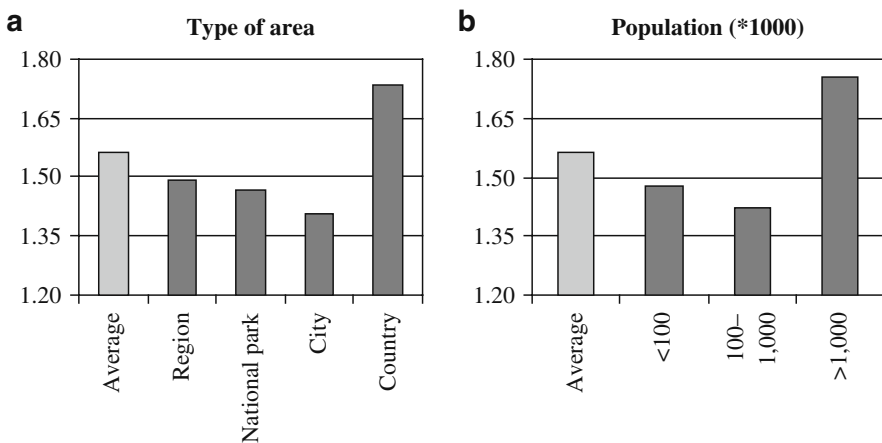 a
Type of area
1.80
1.65
1.50
1.35
1.20
Average
Region
National park
City
Country
b
Population (*1000)
1.80
1.65
1.50
1.35
1.20
Average
<100
100–
1,000
>1,000